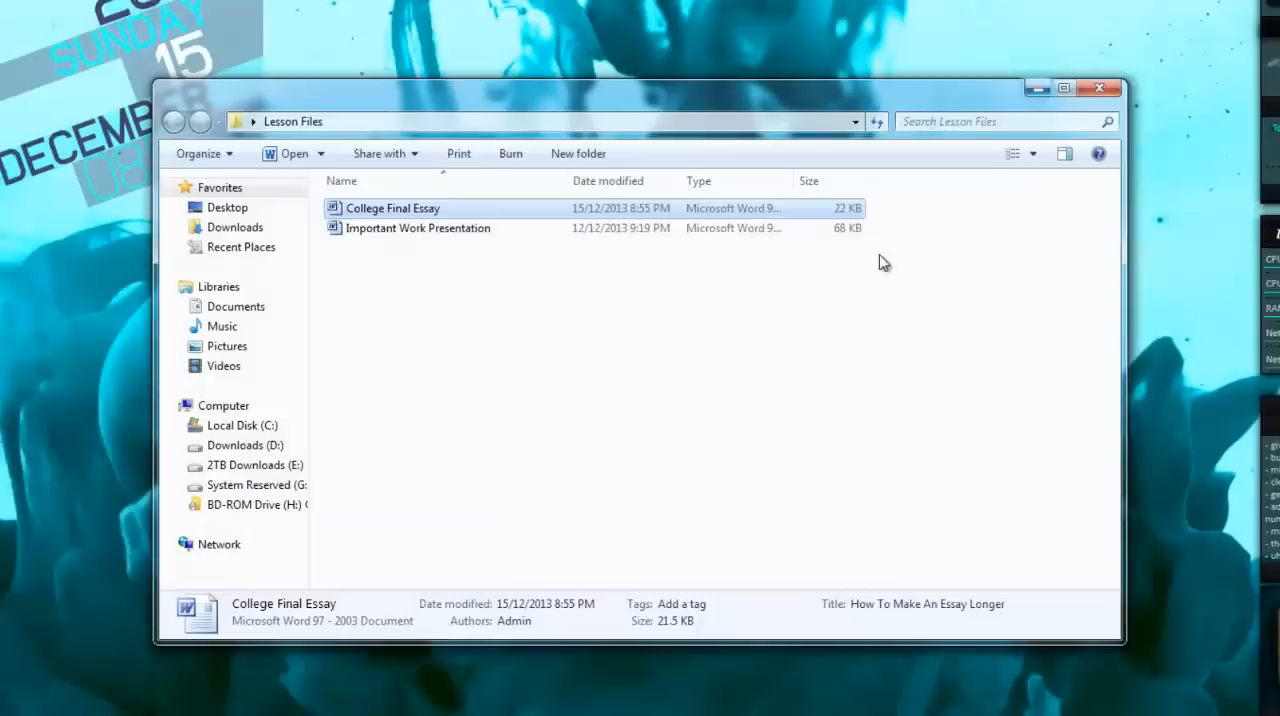 SUNDAY
15
DECEMBER
08
Lesson Files
Search Lesson Files
Organize Open Share with Print Burn New folder
Name Date modified Type Size
College Final Essay 15/12/2013 8:55 PM Microsoft Word 9... 22 KB
Important Work Presentation 12/12/2013 9:19 PM Microsoft Word 9... 68 KB
Favorites
Desktop
Downloads
Recent Places
Libraries
Documents
Music
Pictures
Videos
Computer
Local Disk (C:)
Downloads (D:)
2TB Downloads (E:)
System Reserved (G:
BD-ROM Drive (H:)
Network
College Final Essay Date modified: 15/12/2013 8:55 PM Tags: Add a tag Title: How To Make An Essay Longer
Microsoft Word 97 - 2003 Document Authors: Admin Size: 21.5 KB
CPU
CPU
RAM